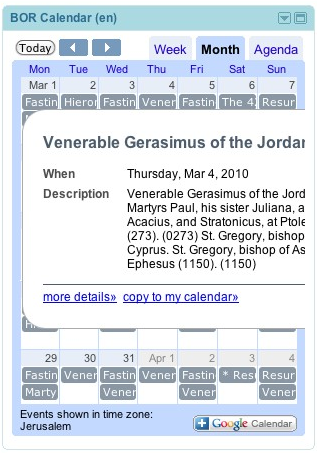 BOR Calendar (en)
Today
Week Month Agenda
Mon Tue Wed Thu Fri Sat Sun
Mar 1 2 3 4 5 6 7
Fastin Hieror Fastin Vener Fastin The 4 Resur
Venerable Gerasimus of the Jordar
When Thursday, Mar 4, 2010
Description Venerable Gerasimus of the Jord
Martyrs Paul, his sister Juliana, a
Acacius, and Stratonicus, at Ptole
(273). (0273) St. Gregory, bishop
Cyprus. St. Gregory, bishop of As
Ephesus (1150). (1150)
more details» copy to my calendar»
29 30 31 Apr 1 2 3 4
Fastin Vener Fastin Vener Fastin * Res Resur
Marty Vener Vener Vener
Events shown in time zone:
Jerusalem
Google Calendar